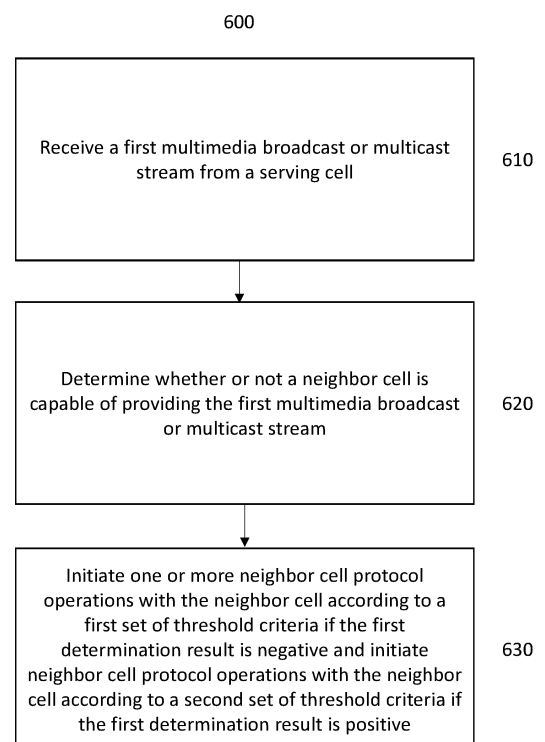 600
Receive a first multimedia broadcast or multicast
stream from a serving cell
610
Determine whether or not a neighbor cell is
capable of providing the first multimedia broadcast
or multicast stream
620
Initiate one or more neighbor cell protocol
operations with the neighbor cell according to a
first set of threshold criteria if the first
determination result is negative and initiate
neighbor cell protocol operations with the neighbor
cell according to a second set of threshold criteria if
the first determination result is positive
630